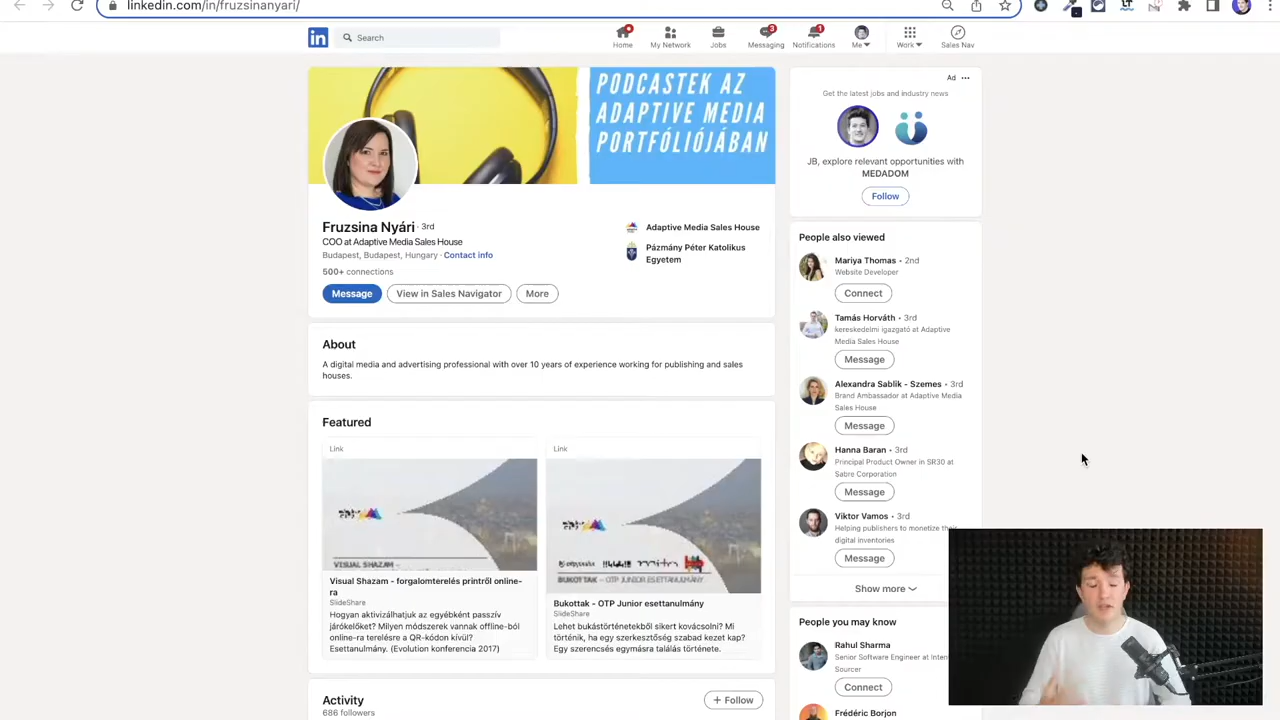 linkedin.com/in/fruzsinanyari/
in
Search
Home
My Network
Jobs
3
Messaging
1
Notifications
Me
Work
Sales Nav
PODCASTEK AZ
ADAPTIVE MEDIA
PORTFÓLIÓJÁBAN
Fruzsina Nyári · 3rd
COO at Adaptive Media Sales House
Budapest, Budapest, Hungary · Contact info
500+ connections
Message
View in Sales Navigator
More
Adaptive Media Sales House
Pázmány Péter Katolikus
Egyetem
About
A digital media and advertising professional with over 10 years of experience working for publishing and sales
houses.
Featured
Link
VISUAL SHAZAM -
Visual Shazam - forgalomterelés printről online-
ra
SlideShare
Hogyan aktivizálhatjuk az egyébként passzív
járókelőket? Milyen módszerek vannak offline-ból
online-ra terelésre a QR-kódon kívül?
Esettanulmány. (Evolution konferencia 2017)
Link
BUKOTTAK – OTP JUNIOR ESETTANULMÁNY
Bukottak - OTP Junior esettanulmány
SlideShare
Lehet bukástörténetekből sikert kovácsolni? Mi
történik, ha egy szerkesztőség szabad kezet kap?
Egy szerencsés egymásra találás története.
Activity
686 followers
+ Follow
Ad
Get the latest jobs and industry news
JB, explore relevant opportunities with
MEDADOM
Follow
People also viewed
Mariya Thomas • 2nd
Website Developer
Connect
Tamás Horváth • 3rd
kereskedelmi igazgató at Adaptive
Media Sales House
Message
Alexandra Sablik - Szemes • 3rd
Brand Ambassador at Adaptive Media
Sales House
Message
Hanna Baran • 3rd
Principal Product Owner in SR30 at
Sabre Corporation
Message
Viktor Vamos • 3rd
Helping publishers to monetize their
digital inventories
Message
Show more
People you may know
Rahul Sharma
Senior Software Engineer at
Sourcer
Connect
Frédéric Borjon